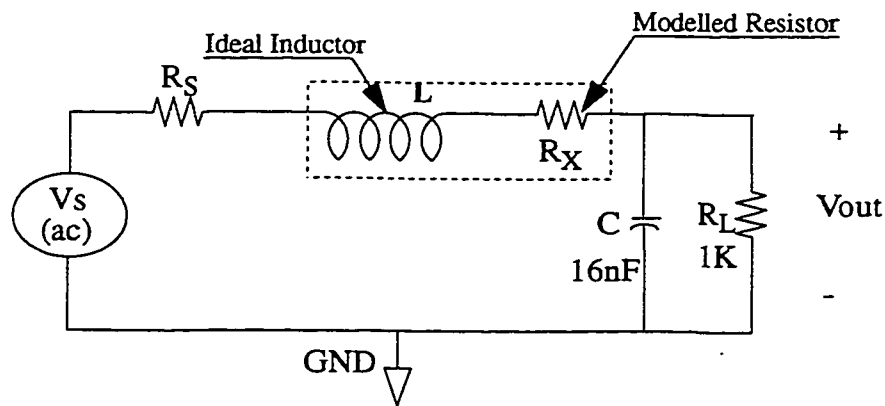 Ideal Inductor
Modelled Resistor
RS
L
RX
+
Vs
(ac)
C
RL
Vout
16nF
1K
-
GND